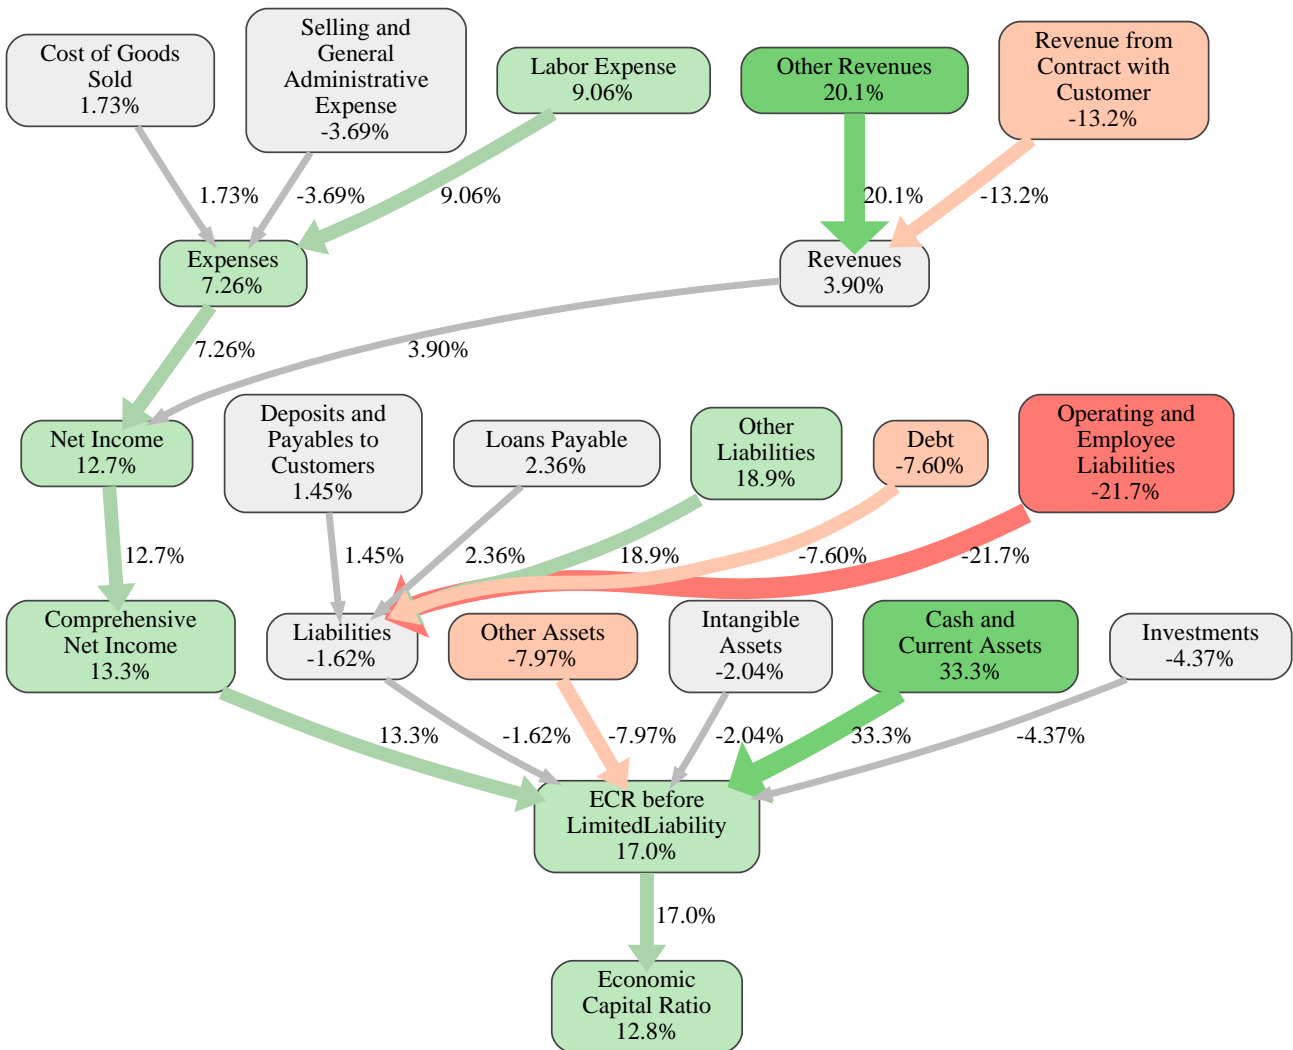 Cost of Goods
Sold
1.73%
Selling and
General
Administrative
Expense
-3.69%
Labor Expense
9.06%
Other Revenues
20.1%
Revenue from
Contract with
Customer
-13.2%
1.73%
-3.69%
9.06%
20.1%
-13.2%
Expenses
7.26%
Revenues
3.90%
7.26%
3.90%
Net Income
12.7%
Deposits and
Payables to
Customers
1.45%
Loans Payable
2.36%
Other
Liabilities
18.9%
Debt
-7.60%
Operating and
Employee
Liabilities
-21.7%
12.7%
1.45%
2.36%
18.9%
-7.60%
-21.7%
Comprehensive
Net Income
13.3%
Liabilities
-1.62%
Other Assets
-7.97%
Intangible
Assets
-2.04%
Cash and
Current Assets
33.3%
Investments
-4.37%
13.3%
-1.62%
-7.97%
-2.04%
33.3%
-4.37%
ECR before
LimitedLiability
17.0%
17.0%
Economic
Capital Ratio
12.8%